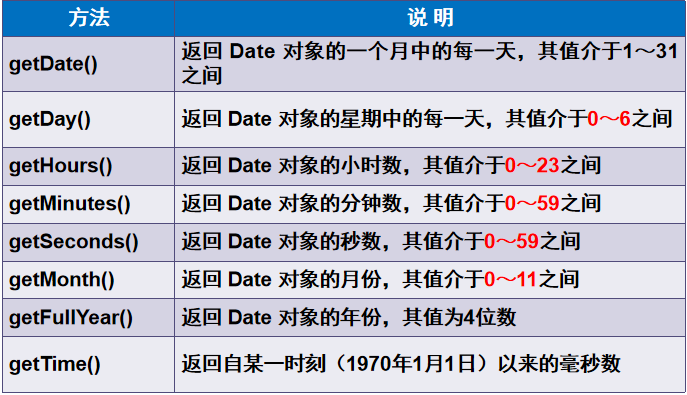 方法 说 明
getDate() 返回 Date 对象的一个月中的每一天，其值介于1～31
之间
getDay() 返回 Date 对象的星期中的每一天，其值介于0～6之间
getHours() 返回 Date 对象的小时数，其值介于0～23之间
getMinutes() 返回 Date 对象的分钟数，其值介于0～59之间
getSeconds() 返回 Date 对象的秒数，其值介于0～59之间
getMonth() 返回 Date 对象的月份，其值介于0～11之间
getFullYear() 返回 Date 对象的年份，其值为4位数
getTime() 返回自某一时刻（1970年1月1日）以来的毫秒数